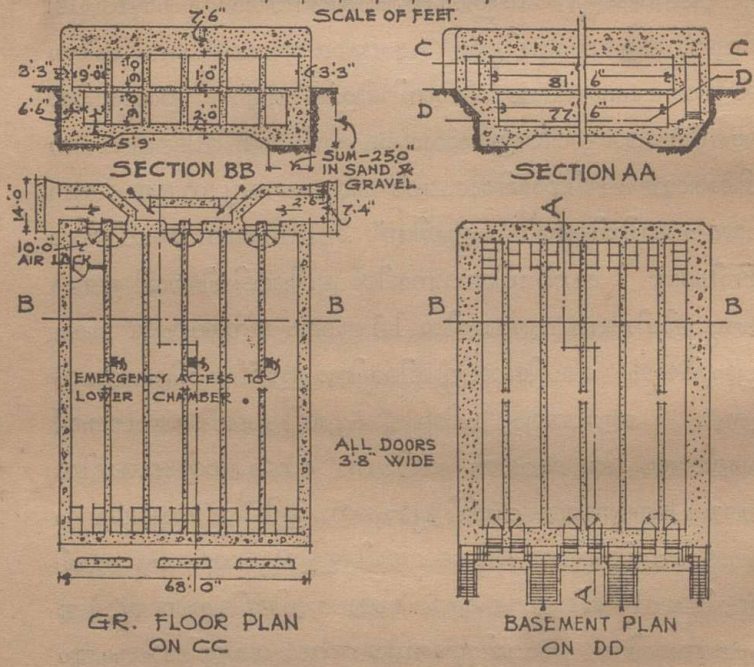 SCALE OF FEET.
7'6"
3'3"
9'0"
9'0"
1'0"
3'3"
6'6"
9'0"
2'0"
5'9"
SECTION BB
SUM-25'0"
IN SAND &
GRAVEL
C
C
D
D
81' 6"
77' 6"
SECTION AA
14'0"
2'6"
7'4"
10'0"
AIR LOCK
B
B
EMERGENCY ACCESS TO
LOWER CHAMBER
ALL DOORS
3'8" WIDE
68'0"
GR. FLOOR PLAN
ON CC
A
B
B
A
BASEMENT PLAN
ON DD